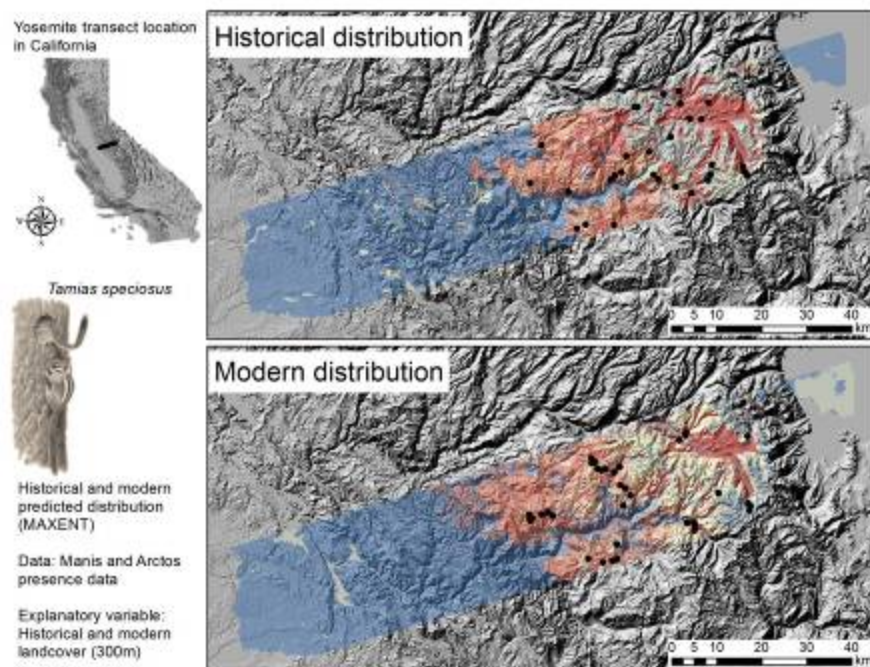 Yosemite transect location
in California
N
W
E
S
Tamias speciosus
Historical and modern
predicted distribution
(MAXENT)
Data: Manis and Arctos
presence data
Explanatory variable:
Historical and modern
landcover (300m)
Historical distribution
0 5 10 20 30 40
km
Modern distribution
0 5 10 20 30 40
km